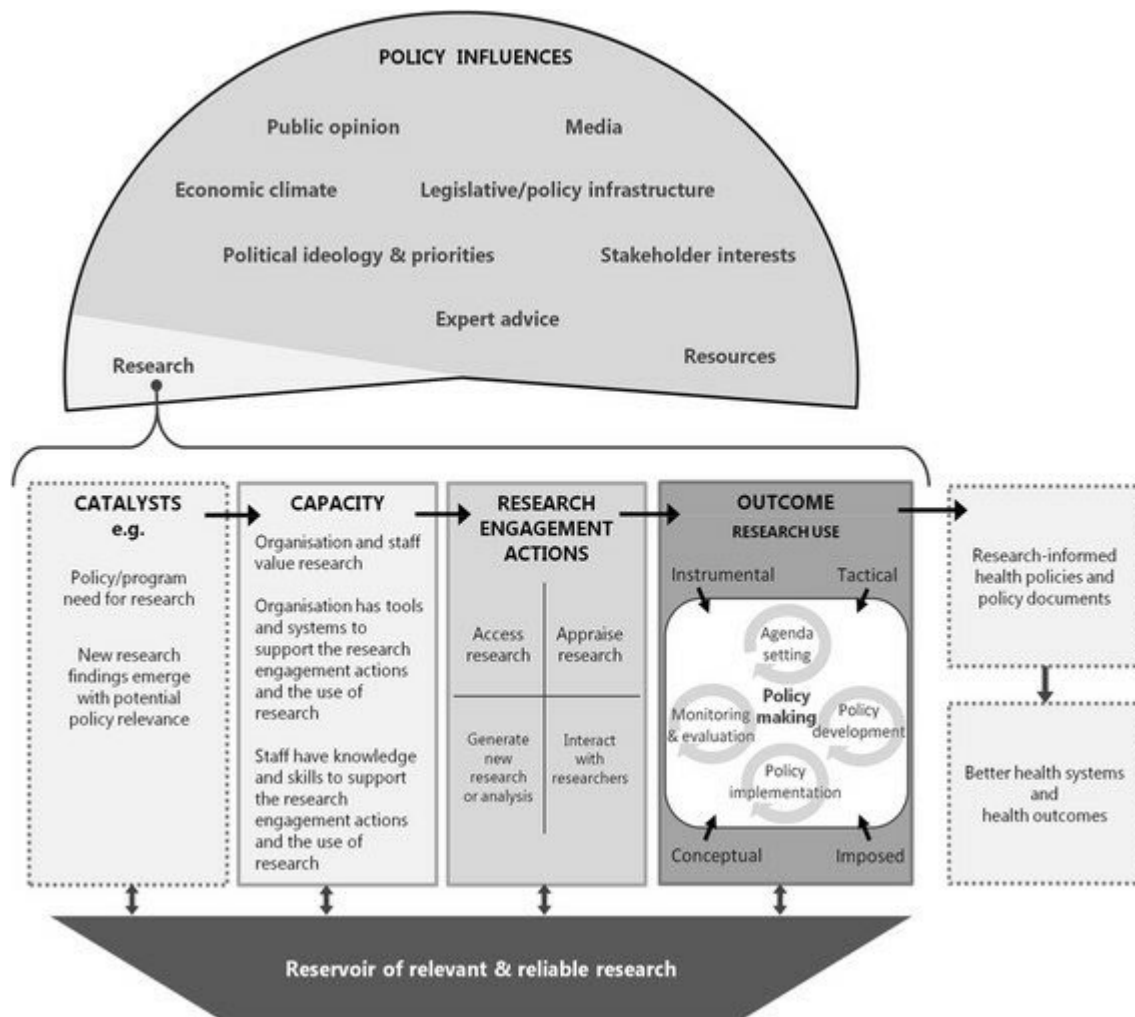 POLICY INFLUENCES
Public opinion
Media
Economic climate
Legislative/policy infrastructure
Political ideology & priorities
Stakeholder interests
Expert advice
Resources
Research
CATALYSTS
e.g.
Policy/program
need for research
New research
findings emerge
with potential
policy relevance
CAPACITY
Organisation and staff
value research
Organisation has tools
and systems to
support the research
engagement actions
and the use of
research
Staff have knowledge
and skills to support
the research
engagement actions
and the use of
research
RESEARCH
ENGAGEMENT
ACTIONS
Access
research
Appraise
research
Generate
new
research
or analysis
Interact
with
researchers
OUTCOME
RESEARCH USE
Instrumental
Tactical
Agenda
setting
Policy
making
Monitoring
& evaluation
Policy
development
Policy
implementation
Conceptual
Imposed
Research-informed
health policies and
policy documents
Better health systems
and
health outcomes
Reservoir of relevant & reliable research